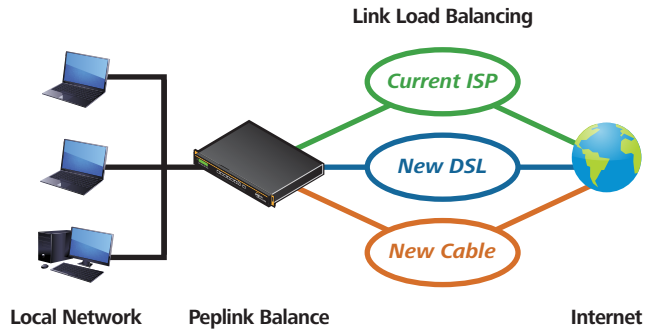 Link Load Balancing
Current ISP
New DSL
New Cable
Local Network
Peplink Balance
Internet